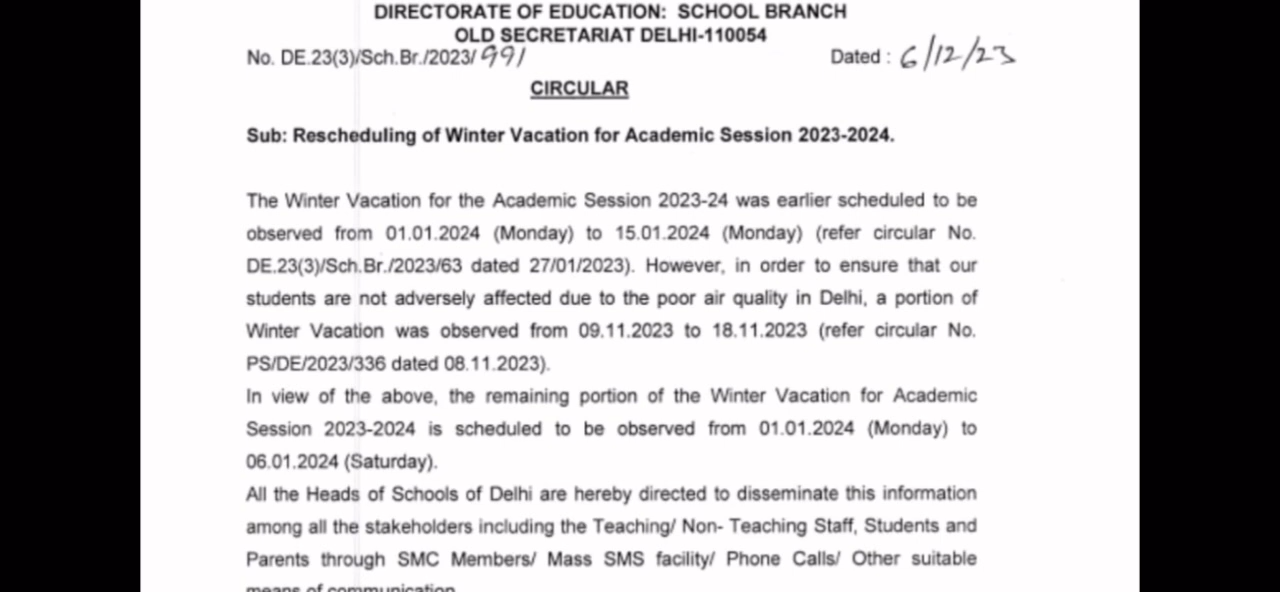 DIRECTORATE OF EDUCATION: SCHOOL BRANCH
OLD SECRETARIAT DELHI-110054
No. DE.23(3)/Sch.Br./2023/991 Dated : 6/12/23
CIRCULAR
Sub: Rescheduling of Winter Vacation for Academic Session 2023-2024.
The Winter Vacation for the Academic Session 2023-24 was earlier scheduled to be
observed from 01.01.2024 (Monday) to 15.01.2024 (Monday) (refer circular No.
DE.23(3)/Sch.Br./2023/63 dated 27/01/2023). However, in order to ensure that our
students are not adversely affected due to the poor air quality in Delhi, a portion of
Winter Vacation was observed from 09.11.2023 to 18.11.2023 (refer circular No.
PS/DE/2023/336 dated 08.11.2023).
In view of the above, the remaining portion of the Winter Vacation for Academic
Session 2023-2024 is scheduled to be observed from 01.01.2024 (Monday) to
06.01.2024 (Saturday).
All the Heads of Schools of Delhi are hereby directed to disseminate this information
among all the stakeholders including the Teaching/ Non- Teaching Staff, Students and
Parents through SMC Members/ Mass SMS facility/ Phone Calls/ Other suitable
means of communication